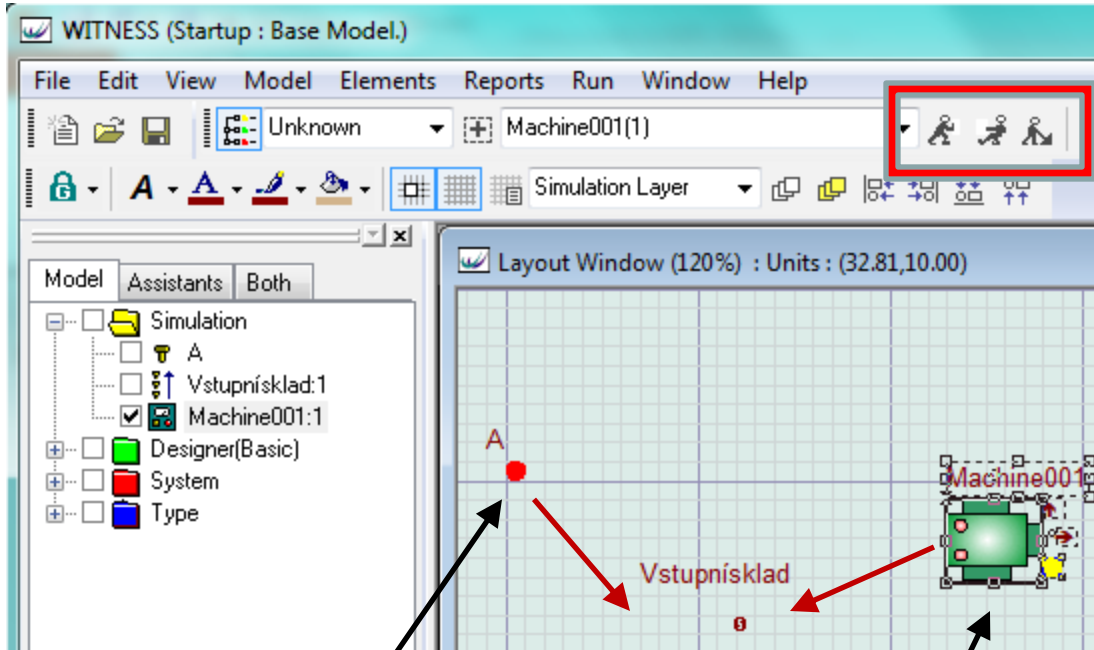 WITNESS (Startup : Base Model.)
File Edit View Model Elements Reports Run Window Help
Unknown Machine001(1)
G A A Simulation Layer
Layout Window (120%) : Units : (32.81,10.00)
Model Assistants Both
Simulation
A
Vstupnísklad:1
Machine001:1
Designer(Basic)
System
Type
A
Machine001
Vstupnísklad
S